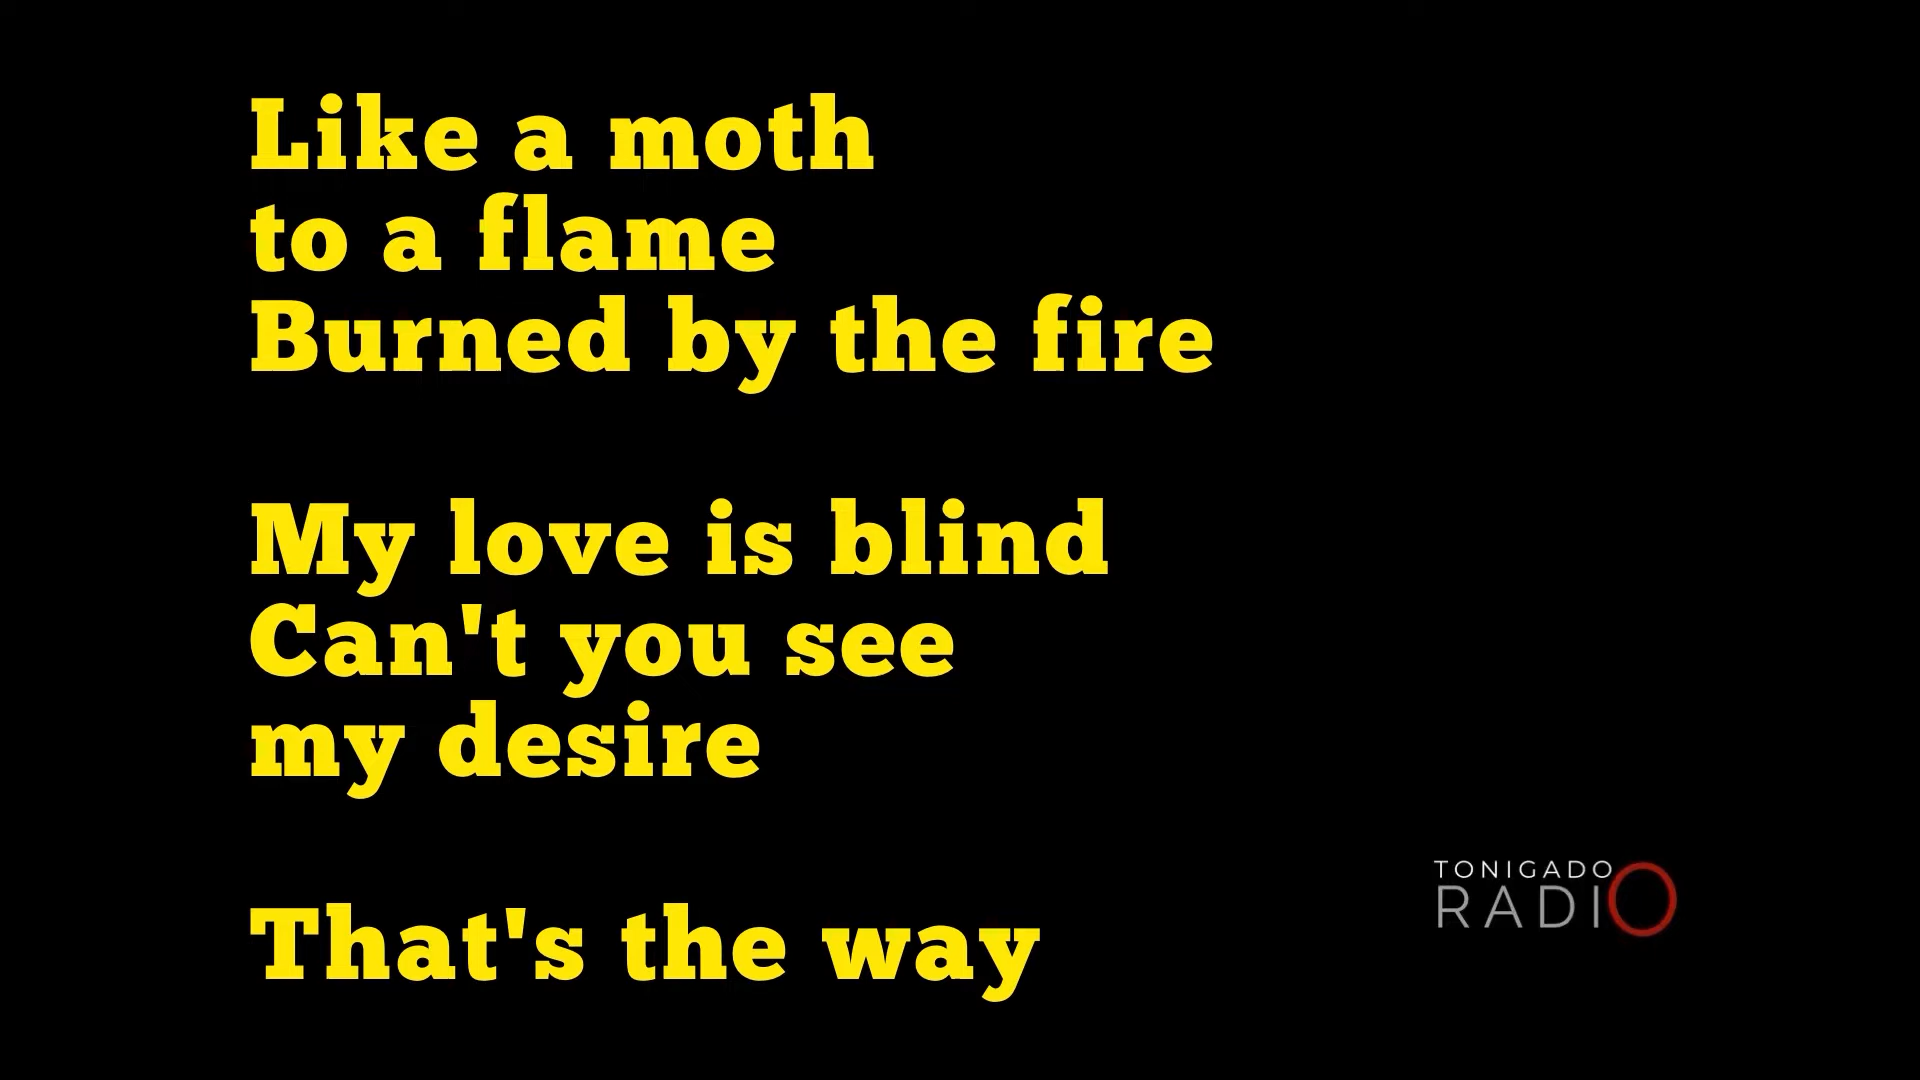 Like a moth
to a flame
Burned by the fire
My love is blind
Can't you see
my desire
That's the way
TONIGADO
RADIO